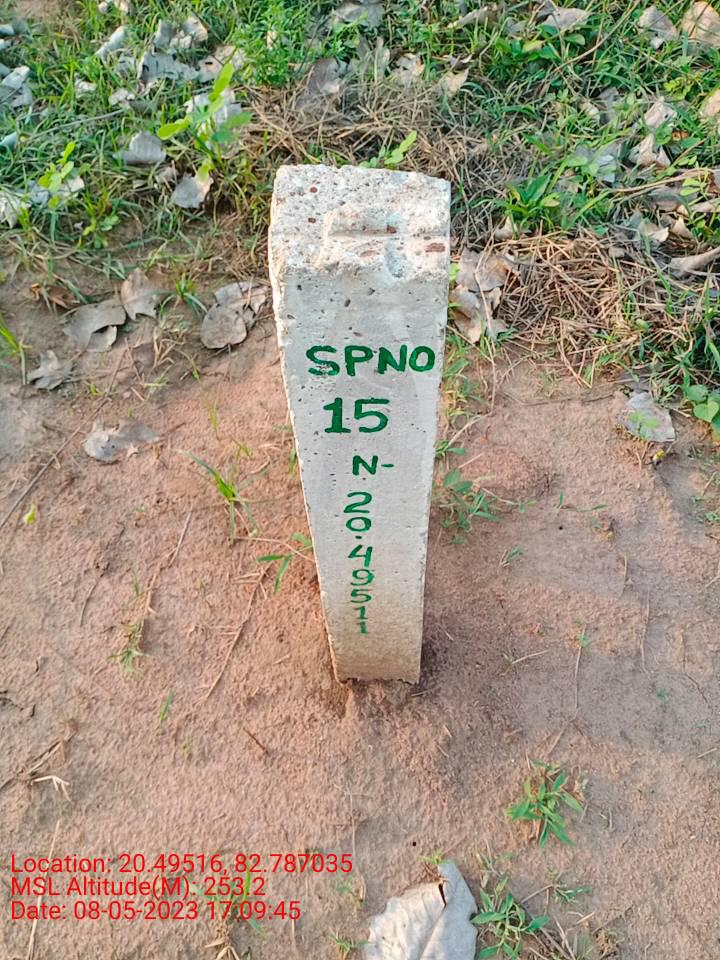 SPNO
15
N-
20.49511
Location: 20.49516, 82.787035
MSL Altitude(M): 253.2
Date: 08-05-2023 17:09:45